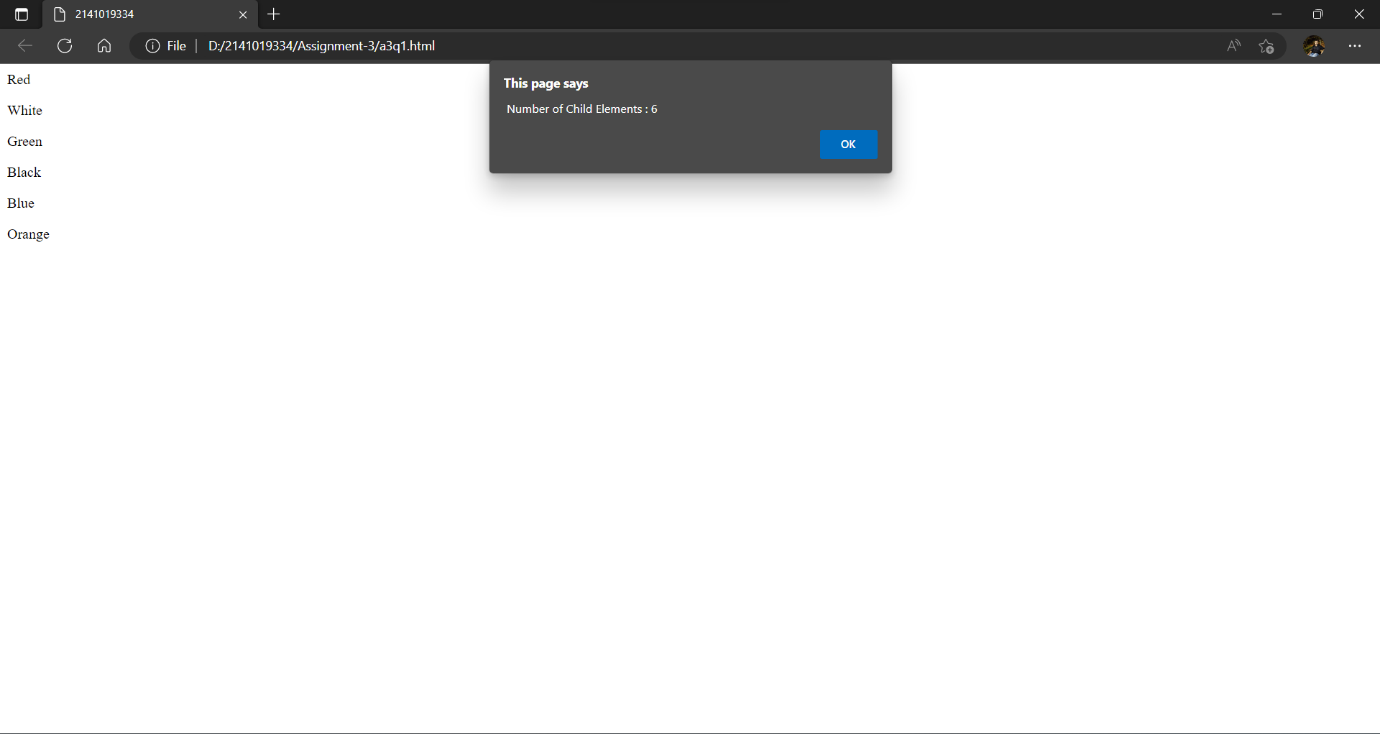 2141019334
File | D:/2141019334/Assignment-3/a3q1.html
This page says
Number of Child Elements : 6
OK
Red
White
Green
Black
Blue
Orange